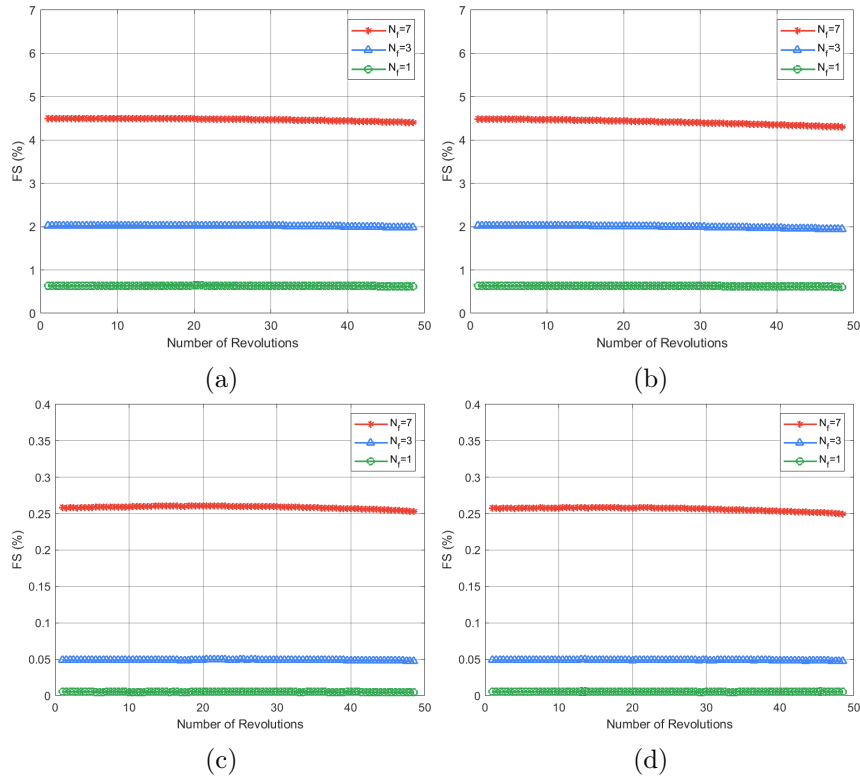 7
6
5
4
3
2
1
0
FS (%)
0 10 20 30 40 50
Number of Revolutions
N_f=7
N_f=3
N_f=1
(a)
7
6
5
4
3
2
1
0
FS (%)
0 10 20 30 40 50
Number of Revolutions
N_f=7
N_f=3
N_f=1
(b)
0.4
0.35
0.3
0.25
0.2
0.15
0.1
0.05
0
FS (%)
0 10 20 30 40 50
Number of Revolutions
N_f=7
N_f=3
N_f=1
(c)
0.4
0.35
0.3
0.25
0.2
0.15
0.1
0.05
0
FS (%)
0 10 20 30 40 50
Number of Revolutions
N_f=7
N_f=3
N_f=1
(d)